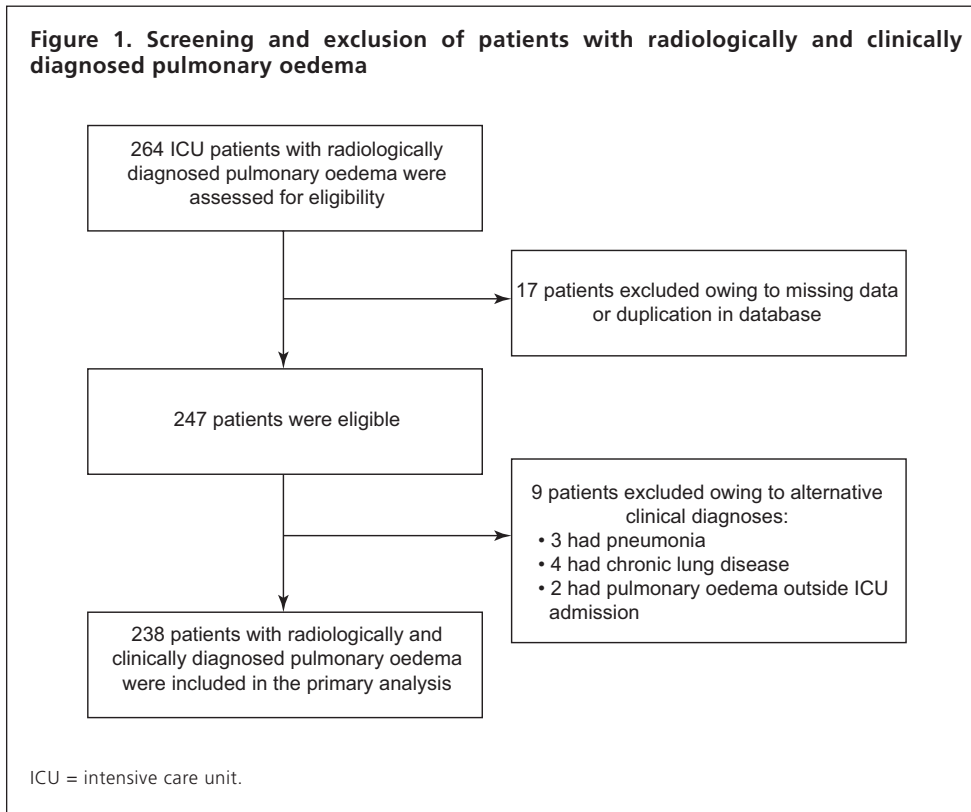 Figure 1. Screening and exclusion of patients with radiologically and clinically
diagnosed pulmonary oedema
264 ICU patients with radiologically
diagnosed pulmonary oedema were
assessed for eligibility
17 patients excluded owing to missing data
or duplication in database
247 patients were eligible
9 patients excluded owing to alternative
clinical diagnoses:
• 3 had pneumonia
• 4 had chronic lung disease
• 2 had pulmonary oedema outside ICU
admission
238 patients with radiologically and
clinically diagnosed pulmonary oedema
were included in the primary analysis
ICU = intensive care unit.